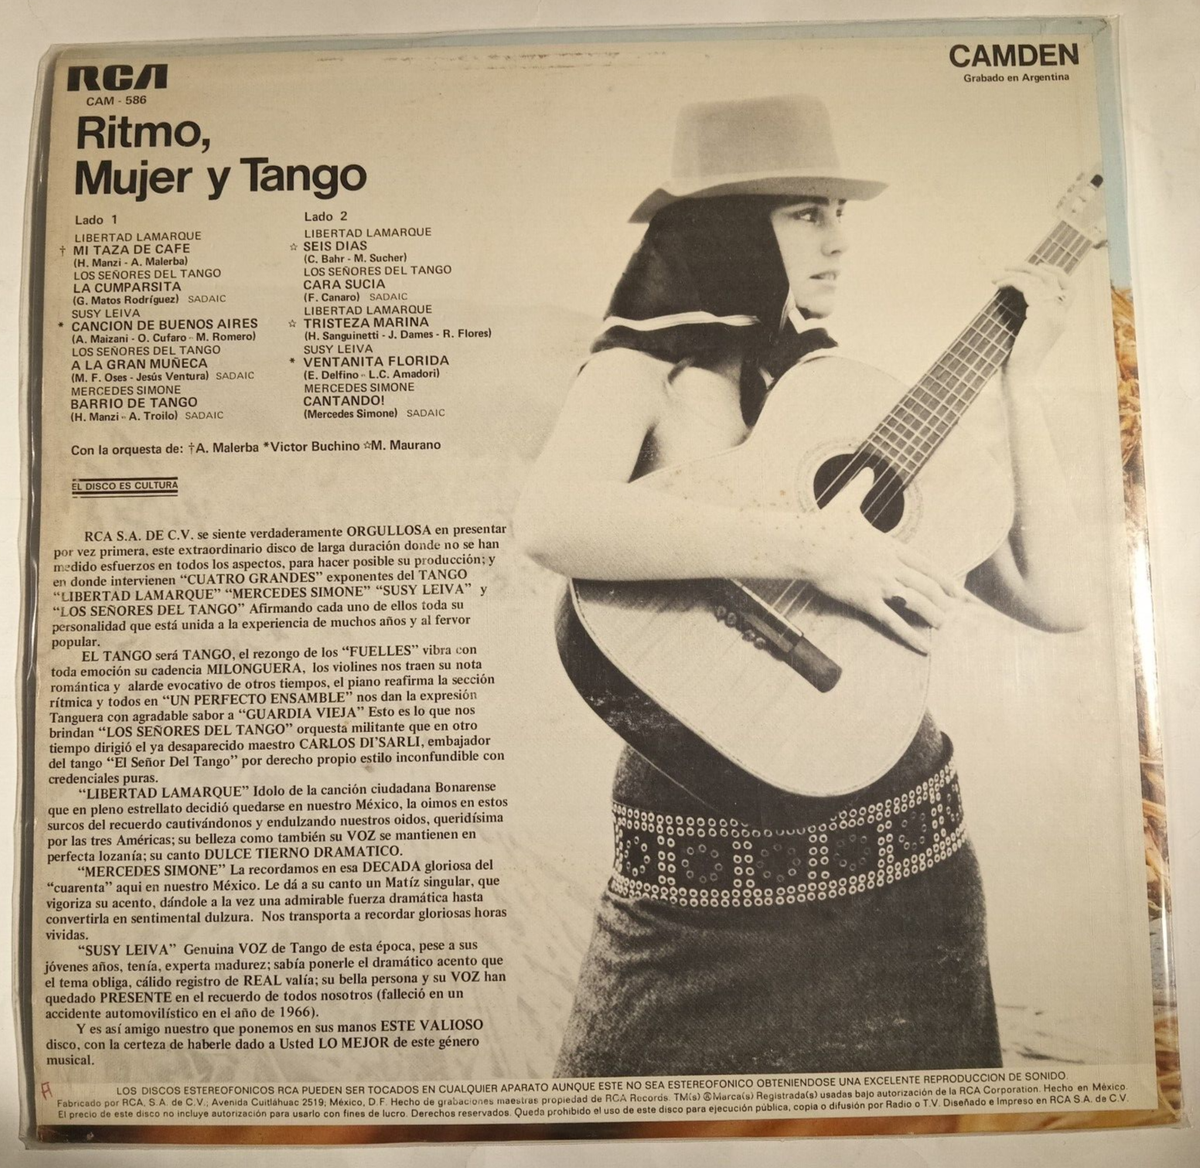 RCA
CAM - 586
CAMDEN
Grabado en Argentina
Ritmo,
Mujer y Tango
Lado 1
LIBERTAD LAMARQUE
† MI TAZA DE CAFE
(H. Manzi - A. Malerba)
LOS SEÑORES DEL TANGO
LA CUMPARSITA
(G. Matos Rodríguez) SADAIC
SUSY LEIVA
* CANCION DE BUENOS AIRES
(A. Maizani - O. Cufaro - M. Romero)
LOS SEÑORES DEL TANGO
A LA GRAN MUÑECA
(M. F. Oses - Jesús Ventura) SADAIC
MERCEDES SIMONE
BARRIO DE TANGO
(H. Manzi - A. Troilo) SADAIC
Lado 2
LIBERTAD LAMARQUE
☆ SEIS DIAS
(C. Bahr - M. Sucher)
LOS SEÑORES DEL TANGO
CARA SUCIA
(F. Canaro) SADAIC
LIBERTAD LAMARQUE
☆ TRISTEZA MARINA
(H. Sanguinetti - J. Dames - R. Flores)
SUSY LEIVA
* VENTANITA FLORIDA
(E. Delfino - L.C. Amadori)
MERCEDES SIMONE
CANTANDO!
(Mercedes Simone) SADAIC
Con la orquesta de: †A. Malerba *Victor Buchino ☆M. Maurano
EL DISCO ES CULTURA
RCA S.A. DE C.V. se siente verdaderamente ORGULLOSA en presentar
por vez primera, este extraordinario disco de larga duración donde no se han
medido esfuerzos en todos los aspectos, para hacer posible su producción; y
en donde intervienen “CUATRO GRANDES” exponentes del TANGO
“LIBERTAD LAMARQUE” “MERCEDES SIMONE” “SUSY LEIVA” y
“LOS SEÑORES DEL TANGO” Afirmando cada uno de ellos toda su
personalidad que está unida a la experiencia de muchos años y al fervor
popular.
EL TANGO será TANGO, el rezongo de los “FUELLES” vibra con
toda emoción su cadencia MILONGUERA, los violines nos traen su nota
romántica y alarde evocativo de otros tiempos, el piano reafirma la sección
rítmica y todos en “UN PERFECTO ENSAMBLE” nos dan la expresión
Tanguera con agradable sabor a “GUARDIA VIEJA” Esto es lo que nos
brindan “LOS SEÑORES DEL TANGO” orquesta militante que en otro
tiempo dirigió el ya desaparecido maestro CARLOS DI’SARLI, embajador
del tango “El Señor Del Tango” por derecho propio estilo inconfundible con
credenciales puras.
“LIBERTAD LAMARQUE” Idolo de la canción ciudadana Bonarense
que en pleno estrellato decidió quedarse en nuestro México, la oimos en estos
surcos del recuerdo cautivándonos y endulzando nuestros oidos, queridísima
por las tres Américas; su belleza como también su VOZ se mantienen en
perfecta lozanía; su canto DULCE TIERNO DRAMATICO.
“MERCEDES SIMONE” La recordamos en esa DECADA gloriosa del
“cuarenta” aqui en nuestro México. Le dá a su canto un Matíz singular, que
vigoriza su acento, dándole a la vez una admirable fuerza dramática hasta
convertirla en sentimental dulzura. Nos transporta a recordar gloriosas horas
vividas.
“SUSY LEIVA” Genuina VOZ de Tango de esta época, pese a sus
jóvenes años, tenía, experta madurez; sabía ponerle el dramático acento que
el tema obliga, cálido registro de REAL valía; su bella persona y su VOZ han
quedado PRESENTE en el recuerdo de todos nosotros (falleció en un
accidente automovilístico en el año de 1966).
Y es así amigo nuestro que ponemos en sus manos ESTE VALIOSO
disco, con la certeza de haberle dado a Usted LO MEJOR de este género
musical.
A
LOS DISCOS ESTEREOFONICOS RCA PUEDEN SER TOCADOS EN CUALQUIER APARATO AUNQUE ESTE NO SEA ESTEREOFONICO OBTENIENDOSE UNA EXCELENTE REPRODUCCION DE SONIDO.
Fabricado por RCA, S.A. de C.V., Avenida Cuitláhuac 2519; México, D.F. Hecho de grabaciones maestras propiedad de RCA Records. TM(s) ®Marca(s) Registrada(s) usadas bajo autorización de la RCA Corporation. Hecho en México.
El precio de este disco no incluye autorización para usarlo con fines de lucro. Derechos reservados. Queda prohibido el uso de este disco para ejecución pública, copia o difusión por Radio o T.V. Diseñado e Impreso en RCA S.A. de C.V.